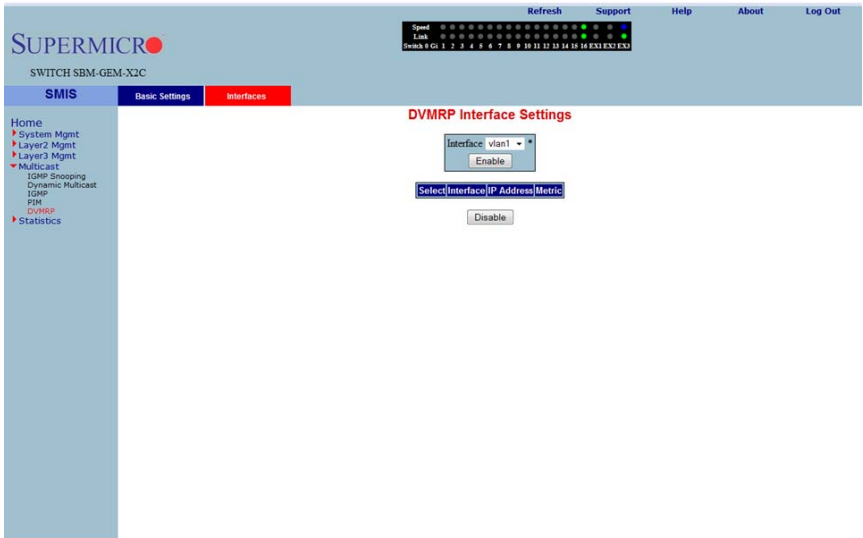 Refresh Support Help About Log Out
SUPERMICRO
Speed
Link
Switch 0 Gi 1 2 3 4 5 6 7 8 9 10 11 12 13 14 15 16 EX1 EX2 EX3
SWITCH SBM-GEM-X2C
SMIS
Basic Settings
Interfaces
Home
System Mgmt
Layer2 Mgmt
Layer3 Mgmt
Multicast
IGMP Snooping
Dynamic Multicast
IGMP
PIM
DVMRP
Statistics
DVMRP Interface Settings
Interface vlan1 *
Enable
Select Interface IP Address Metric
Disable